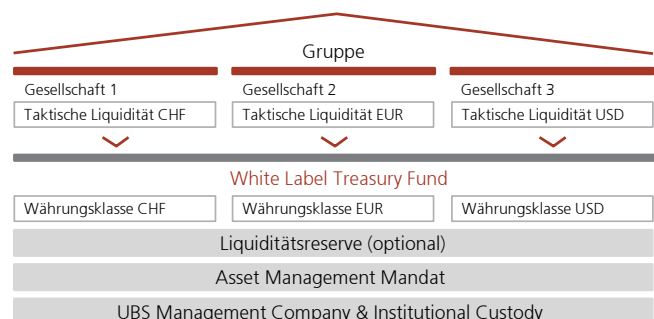 Gruppe
Gesellschaft 1
Gesellschaft 2
Gesellschaft 3
Taktische Liquidität CHF
Taktische Liquidität EUR
Taktische Liquidität USD
White Label Treasury Fund
Währungsklasse CHF
Währungsklasse EUR
Währungsklasse USD
Liquiditätsreserve (optional)
Asset Management Mandat
UBS Management Company & Institutional Custody